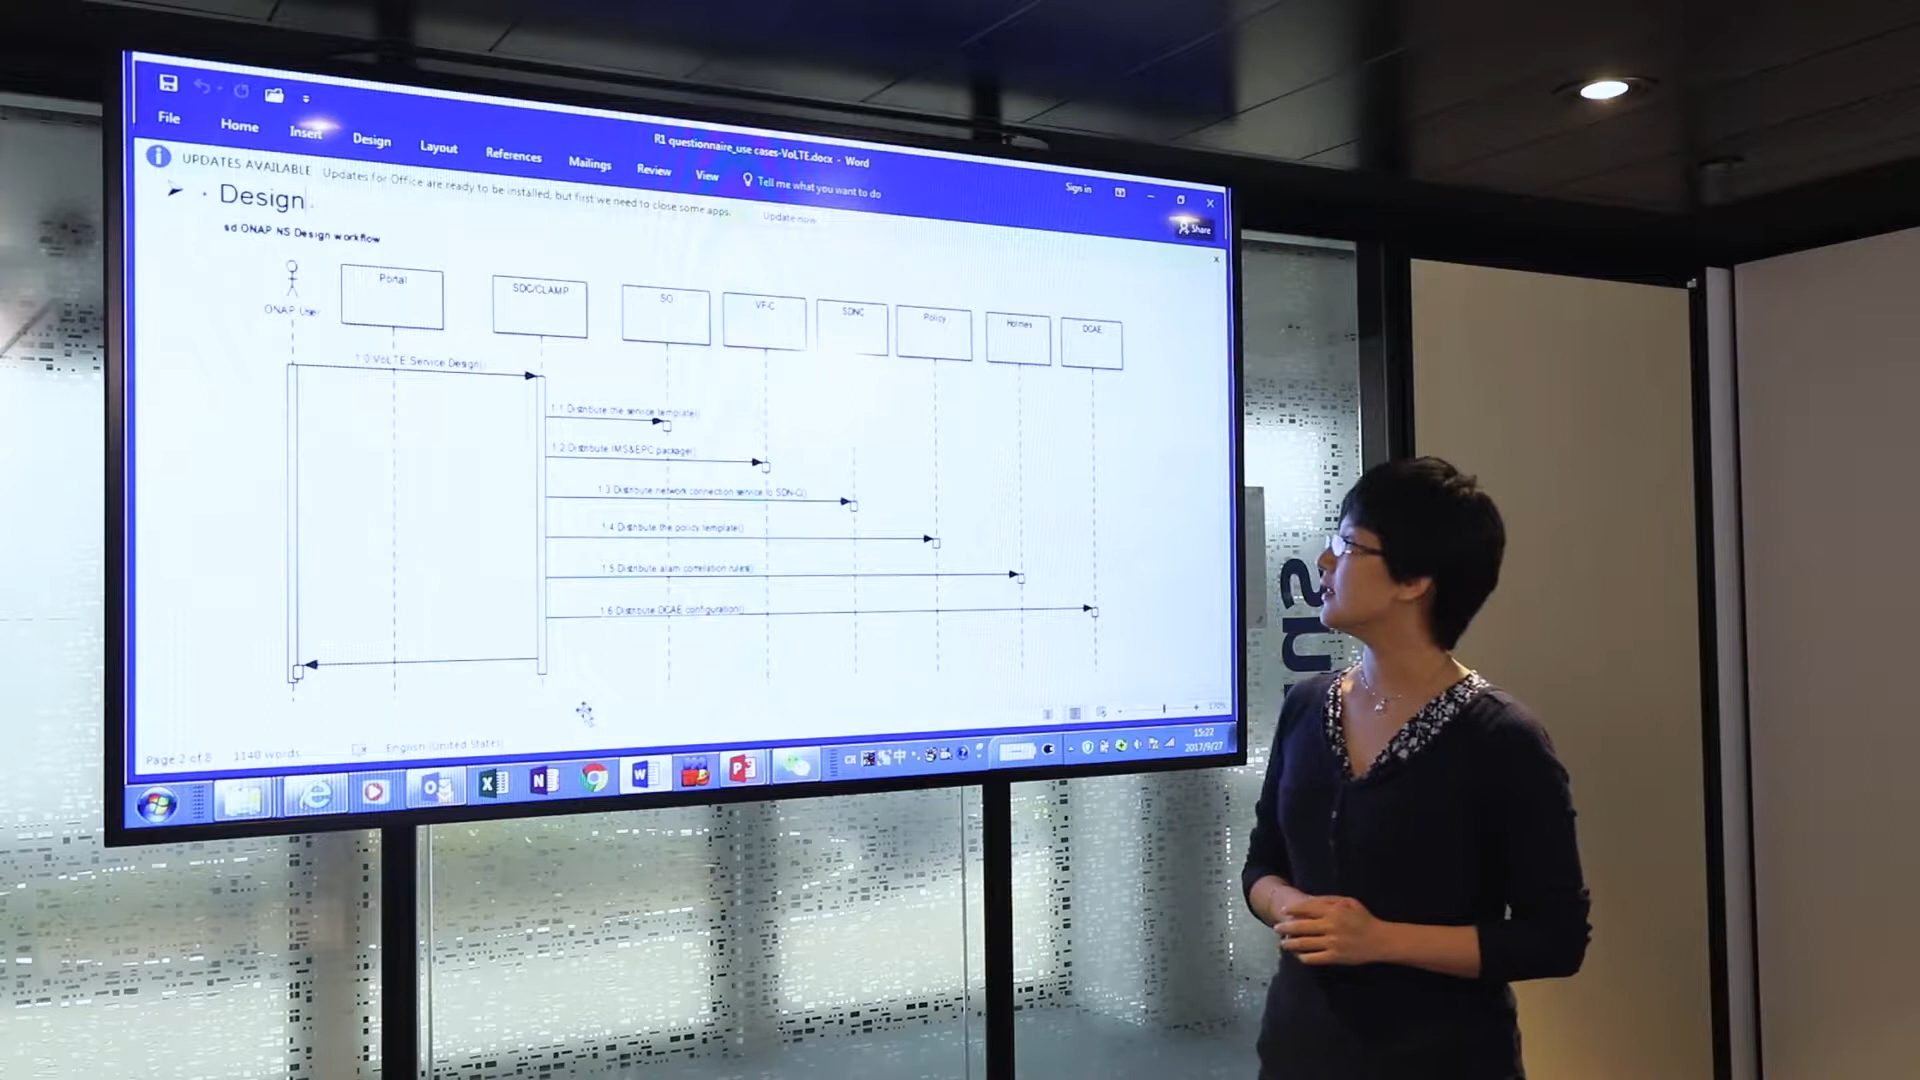 R1 questionnaire_use cases-VoLTE.docx - Word
File Home Insert Design Layout References Mailings Review View Tell me what you want to do
Sign in
Share
UPDATES AVAILABLE Updates for Office are ready to be installed, but first we need to close some apps. Update now
Design
sd ONAP NS Design workflow
ONAP User
Portal
SDC/CLAMP
SO
VF-C
SDNC
Policy
Holmes
DCAE
1.0 VoLTE Service Design()
1.1 Distribute the service template()
1.2 Distribute IMS&EPC package()
1.3 Distribute network connection service to SDN-C()
1.4 Distribute the policy template()
1.5 Distribute alarm correlation rules()
1.6 Distribute DCAE configuration()
Page 2 of 8 1140 words English (United States)
170%
CH 中
15:22
2017/9/27